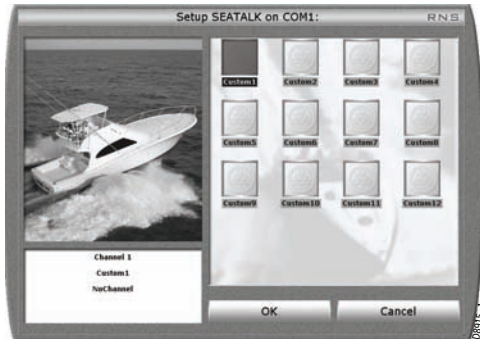 Setup SEATALK on COM1: RNS
Custom1 Custom2 Custom3 Custom4
Custom5 Custom6 Custom7 Custom8
Custom9 Custom10 Custom11 Custom12
Channel 1
Custom1
NoChannel
OK Cancel
D8915_1